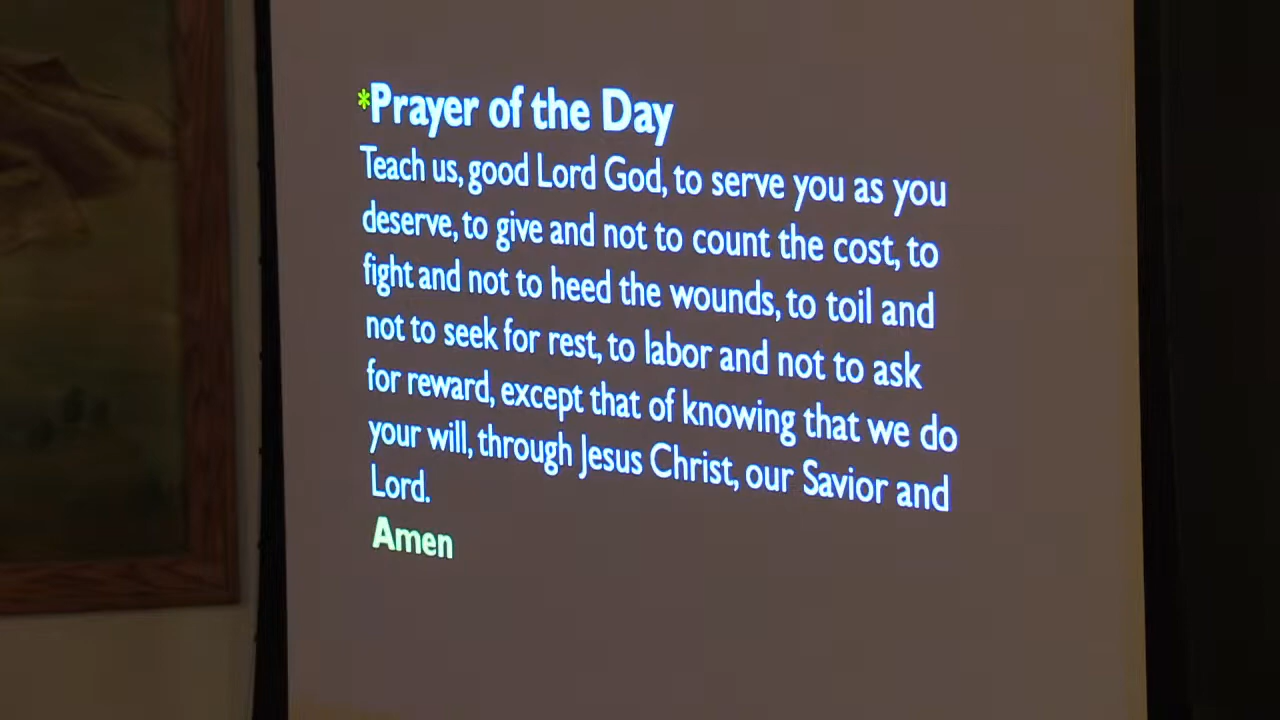 *Prayer of the Day
Teach us, good Lord God, to serve you as you
deserve, to give and not to count the cost, to
fight and not to heed the wounds, to toil and
not to seek for rest, to labor and not to ask
for reward, except that of knowing that we do
your will, through Jesus Christ, our Savior and
Lord.
Amen